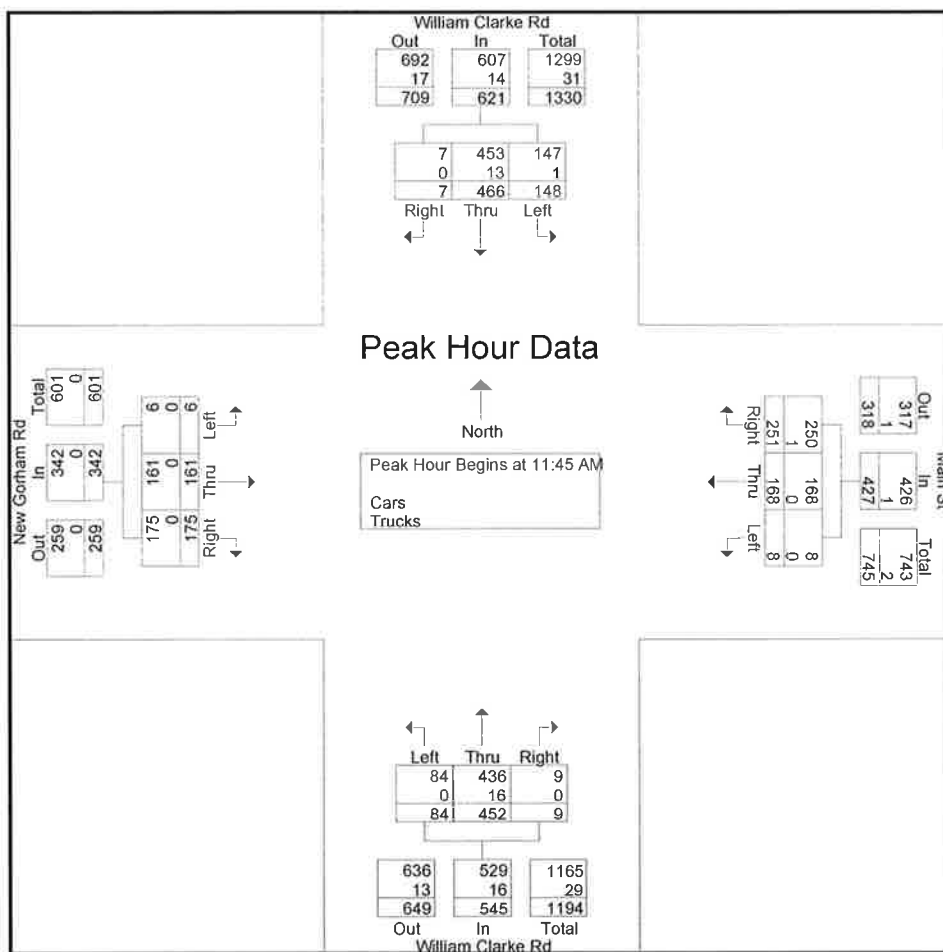 William Clarke Rd
Out In Total
692 607 1299
17 14 31
709 621 1330
7 453 147
0 13 1
7 466 148
Right Thru Left
Peak Hour Data
North
Peak Hour Begins at 11:45 AM
Cars
Trucks
New Gorham Rd
Out In Total
259 342 601
0 0 0
259 342 601
Right Thru Left
175 161 6
0 0 0
175 161 6
Main St
Out In Total
317 426 743
1 1 2
318 427 745
250 168 8
1 0 0
251 168 8
Right Thru Left
Left Thru Right
84 436 9
0 16 0
84 452 9
636 529 1165
13 16 29
649 545 1194
Out In Total
William Clarke Rd